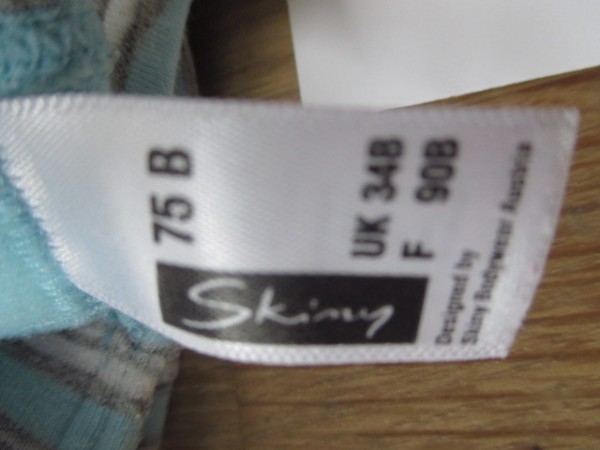 75 B
Skiny
UK 34B
F 90B
Designed by
Skiny Bodywear Austria